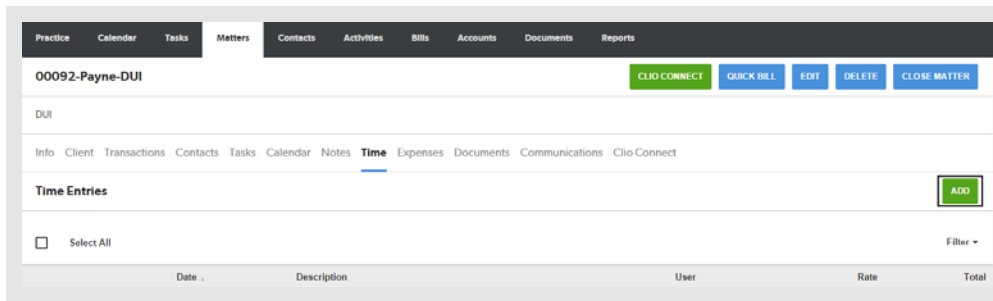 Practice Calendar Tasks Matters Contacts Activities Bills Accounts Documents Reports
00092-Payne-DUI CLIO CONNECT QUICK BILL EDIT DELETE CLOSE MATTER
DUI
Info Client Transactions Contacts Tasks Calendar Notes Time Expenses Documents Communications Clio Connect
Time Entries ADD
Select All Filter
Date Description User Rate Total